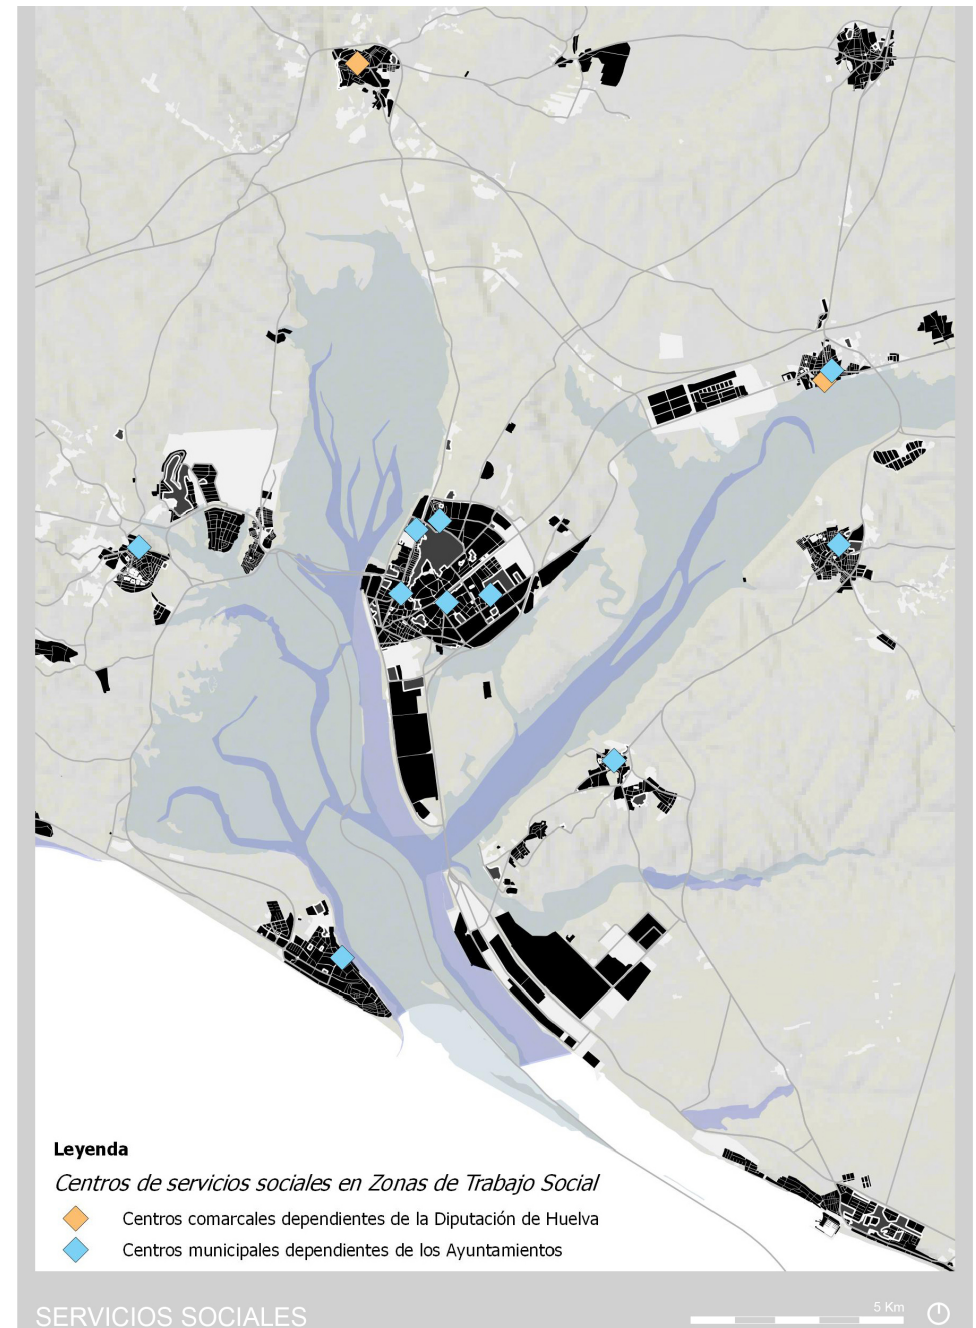 Leyenda
Centros de servicios sociales en Zonas de Trabajo Social
Centros comarcales dependientes de la Diputación de Huelva
Centros municipales dependientes de los Ayuntamientos
SERVICIOS SOCIALES
5 Km